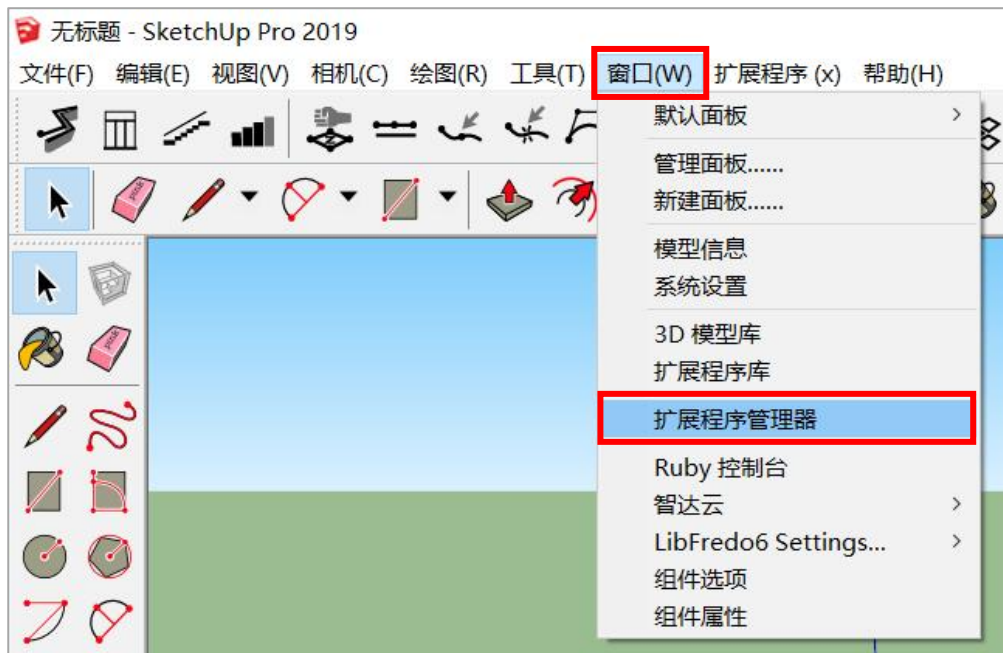 无标题 - SketchUp Pro 2019
文件(F) 编辑(E) 视图(V) 相机(C) 绘图(R) 工具(T) 窗口(W) 扩展程序 (x) 帮助(H)
默认面板
管理面板......
新建面板......
模型信息
系统设置
3D 模型库
扩展程序库
扩展程序管理器
Ruby 控制台
智达云
LibFredo6 Settings...
组件选项
组件属性